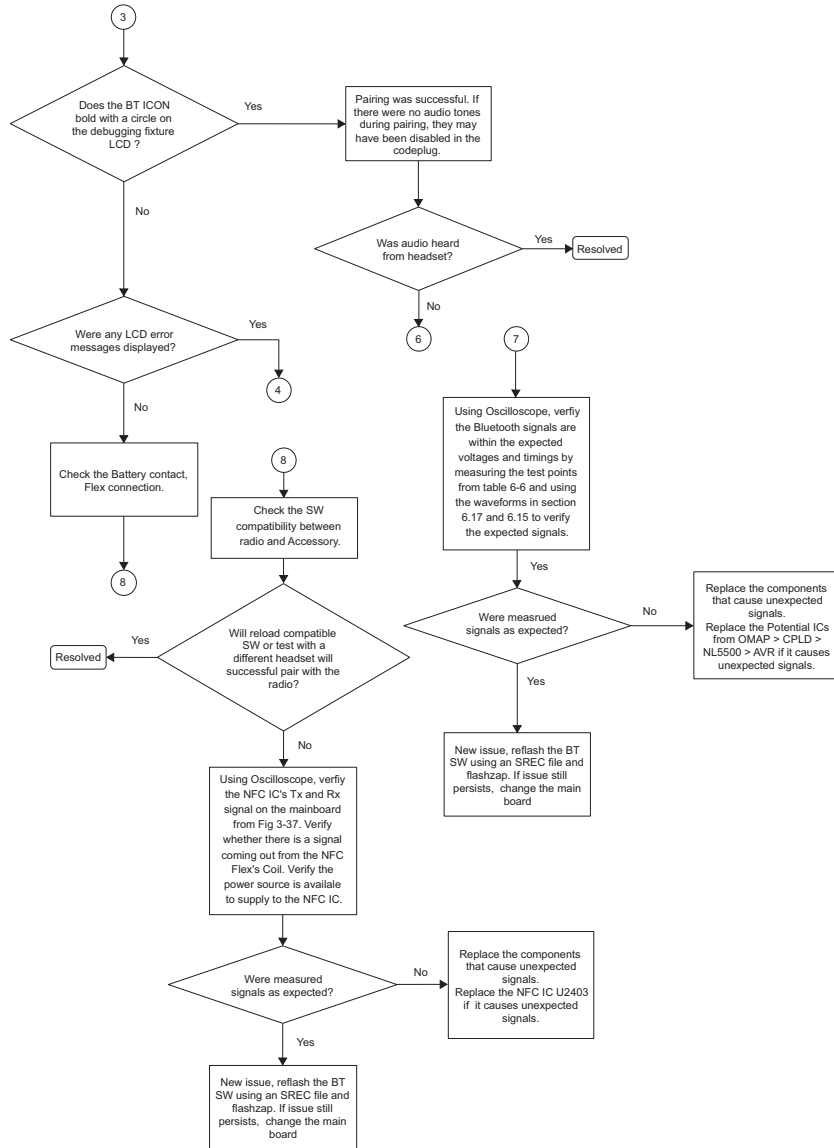 3
Does the BT ICON
bold with a circle on
the debugging fixture
LCD ?
Yes
No
Pairing was successful. If
there were no audio tones
during pairing, they may
have been disabled in the
codeplug.
Was audio heard
from headset?
Yes
Resolved
No
6
Were any LCD error
messages displayed?
Yes
4
No
Check the Battery contact,
Flex connection.
8
7
Using Oscilloscope, verfiy
the Bluetooth signals are
within the expected
voltages and timings by
measuring the test points
from table 6-6 and using
the waveforms in section
6.17 and 6.15 to verify
the expected signals.
Yes
Were measrued
signals as expected?
No
Replace the components
that cause unexpected
signals.
Replace the Potential ICs
from OMAP > CPLD >
NL5500 > AVR if it causes
unexpected signals.
Yes
New issue, reflash the BT
SW using an SREC file and
flashzap. If issue still
persists, change the main
board
8
Check the SW
compatibility between
radio and Accessory.
Will reload compatible
SW or test with a
different headset will
successful pair with the
radio?
Yes
Resolved
No
Using Oscilloscope, verfiy
the NFC IC's Tx and Rx
signal on the mainboard
from Fig 3-37. Verify
whether there is a signal
coming out from the NFC
Flex's Coil. Verify the
power source is availale
to supply to the NFC IC.
Were measured
signals as expected?
No
Replace the components
that cause unexpected
signals.
Replace the NFC IC U2403
if it causes unexpected
signals.
Yes
New issue, reflash the BT
SW using an SREC file and
flashzap. If issue still
persists, change the main
board